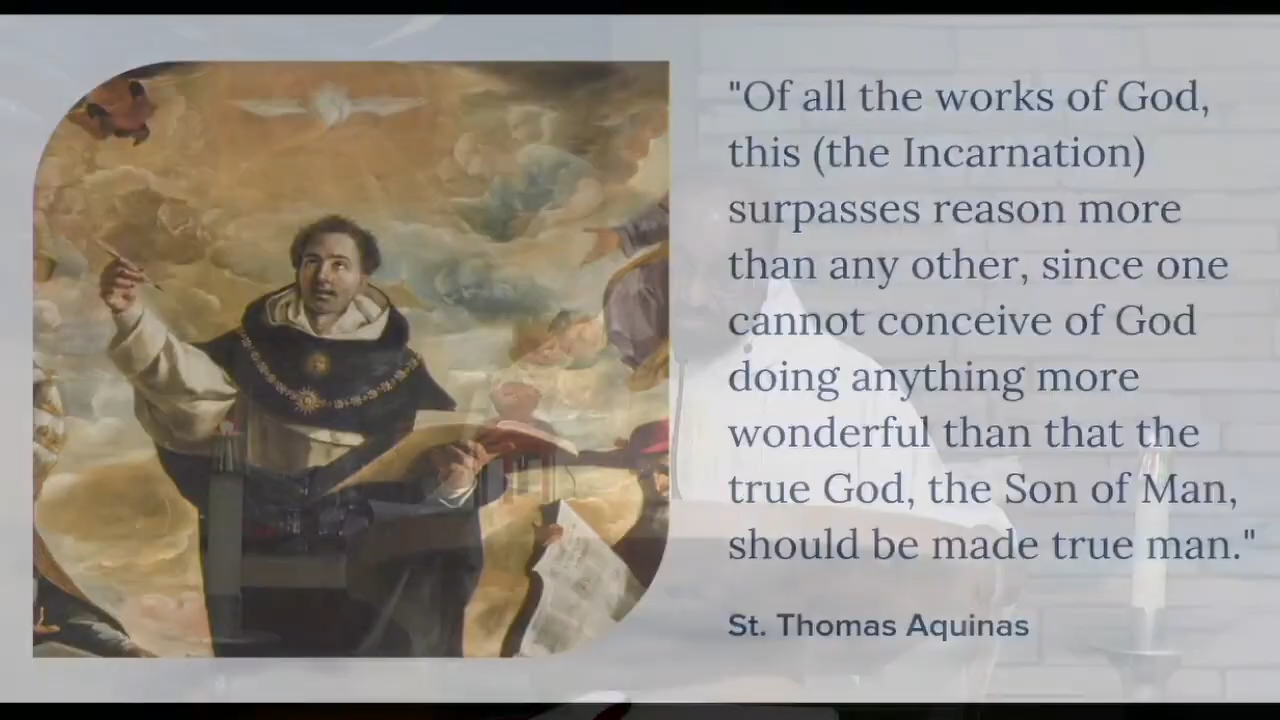 "Of all the works of God,
this (the Incarnation)
surpasses reason more
than any other, since one
cannot conceive of God
doing anything more
wonderful than that the
true God, the Son of Man,
should be made true man."
St. Thomas Aquinas